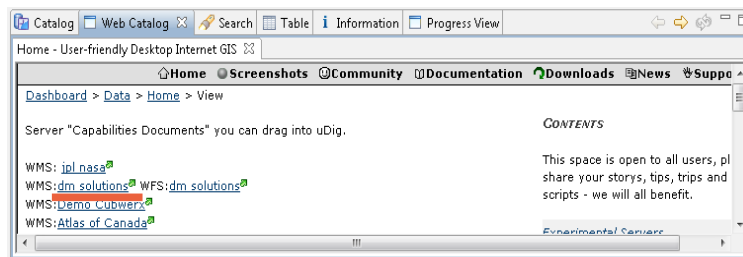 Catalog Web Catalog Search Table Information Progress View
Home - User-friendly Desktop Internet GIS
Home Screenshots Community Documentation Downloads News Suppo
Dashboard > Data > Home > View
Server "Capabilities Documents" you can drag into uDig.
WMS: jpl nasa
WMS:dm solutions WFS:dm solutions
WMS:Demo Cubwerx
WMS:Atlas of Canada
CONTENTS
This space is open to all users, pl
share your storys, tips, trips and
scripts - we will all benefit.
Experimental Servers